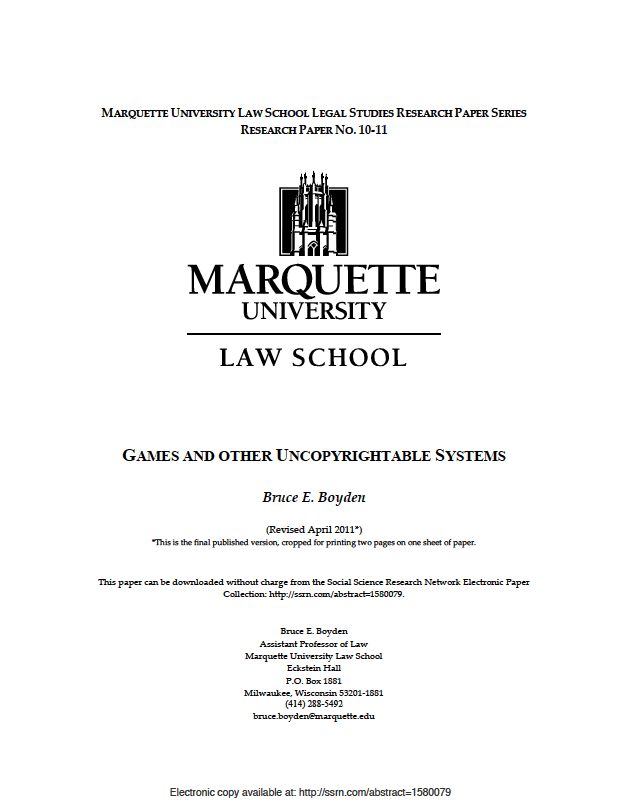 MARQUETTE UNIVERSITY LAW SCHOOL LEGAL STUDIES RESEARCH PAPER SERIES
RESEARCH PAPER NO. 10-11
MARQUETTE
UNIVERSITY
LAW SCHOOL
GAMES AND OTHER UNCOPYRIGHTABLE SYSTEMS
Bruce E. Boyden
(Revised April 2011*)
*This is the final published version, cropped for printing two pages on one sheet of paper.
This paper can be downloaded without charge from the Social Science Research Network Electronic Paper
Collection: http://ssrn.com/abstract=1580079.
Bruce E. Boyden
Assistant Professor of Law
Marquette University Law School
Eckstein Hall
P.O. Box 1881
Milwaukee, Wisconsin 53201-1881
(414) 288-5492
bruce.boyden@marquette.edu
Electronic copy available at: http://ssrn.com/abstract=1580079